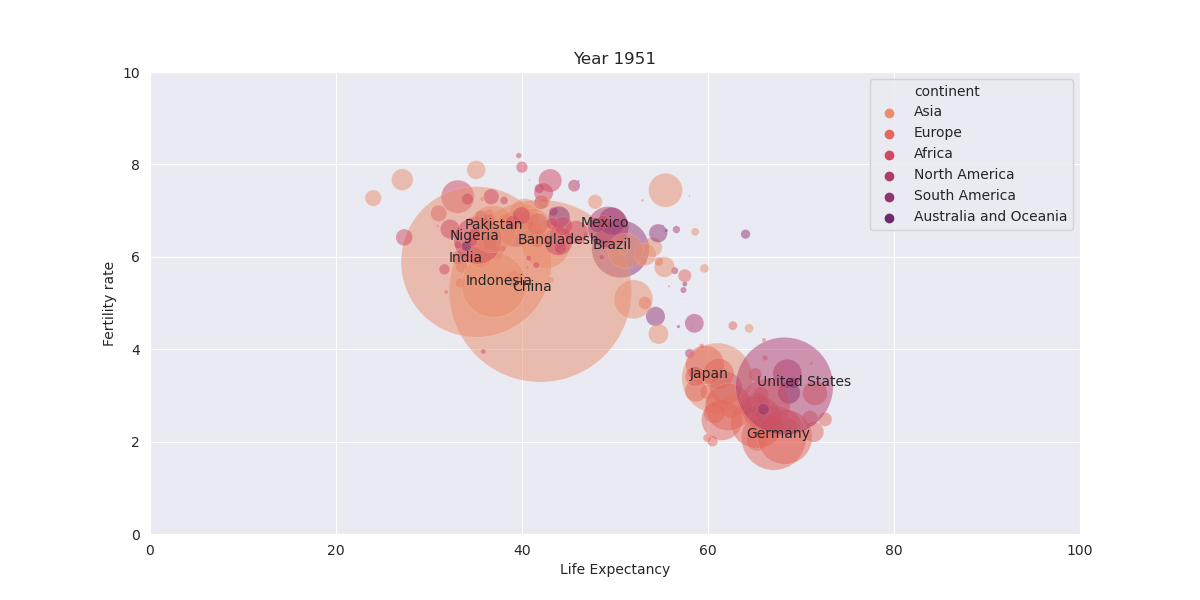 Year 1951
10
8
6
4
2
0
Fertility rate
continent
Asia
Europe
Africa
North America
South America
Australia and Oceania
Pakistan
Mexico
Nigeria
Bangladesh
Brazil
India
Indonesia
China
Japan
United States
Germany
0 20 40 60 80 100
Life Expectancy